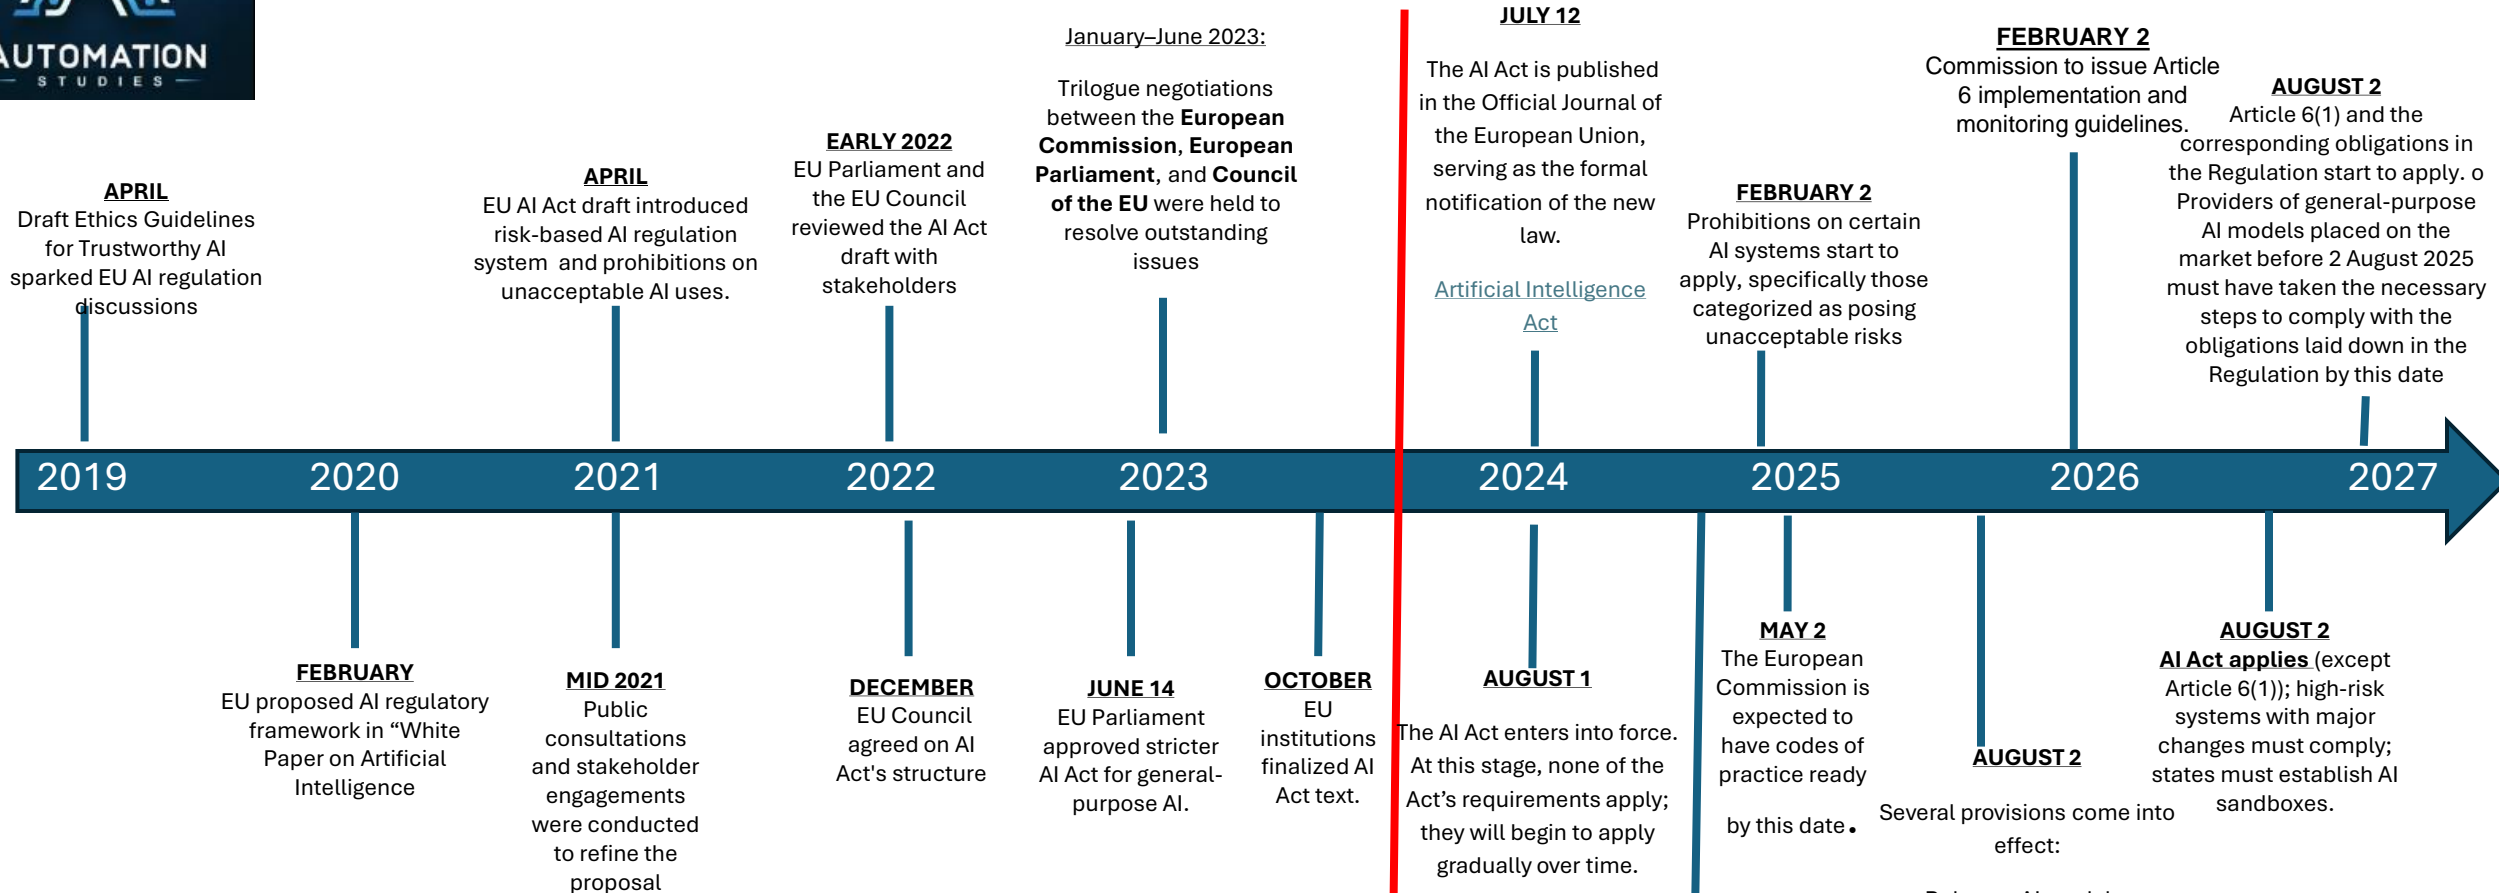 AUTOMATION
STUDIES
APRIL
Draft Ethics Guidelines
for Trustworthy AI
sparked EU AI regulation
discussions
APRIL
EU AI Act draft introduced
risk-based AI regulation
system and prohibitions on
unacceptable AI uses.
EARLY 2022
EU Parliament and
the EU Council
reviewed the AI Act
draft with
stakeholders
January–June 2023:
Trilogue negotiations
between the European
Commission, European
Parliament, and Council
of the EU were held to
resolve outstanding
issues
JULY 12
The AI Act is published
in the Official Journal of
the European Union,
serving as the formal
notification of the new
law.
Artificial Intelligence
Act
FEBRUARY 2
Prohibitions on certain
AI systems start to
apply, specifically those
categorized as posing
unacceptable risks
FEBRUARY 2
Commission to issue Article
6 implementation and
monitoring guidelines.
AUGUST 2
Article 6(1) and the
corresponding obligations in
the Regulation start to apply. o
Providers of general-purpose
AI models placed on the
market before 2 August 2025
must have taken the necessary
steps to comply with the
obligations laid down in the
Regulation by this date
2019
2020
2021
2022
2023
2024
2025
2026
2027
FEBRUARY
EU proposed AI regulatory
framework in “White
Paper on Artificial
Intelligence
MID 2021
Public
consultations
and stakeholder
engagements
were conducted
to refine the
proposal
DECEMBER
EU Council
agreed on AI
Act's structure
JUNE 14
EU Parliament
approved stricter
AI Act for general-
purpose AI.
OCTOBER
EU
institutions
finalized AI
Act text.
AUGUST 1
The AI Act enters into force.
At this stage, none of the
Act’s requirements apply;
they will begin to apply
gradually over time.
MAY 2
The European
Commission is
expected to
have codes of
practice ready
by this date.
AUGUST 2
Several provisions come into
effect:
AUGUST 2
AI Act applies (except
Article 6(1)); high-risk
systems with major
changes must comply;
states must establish AI
sandboxes.